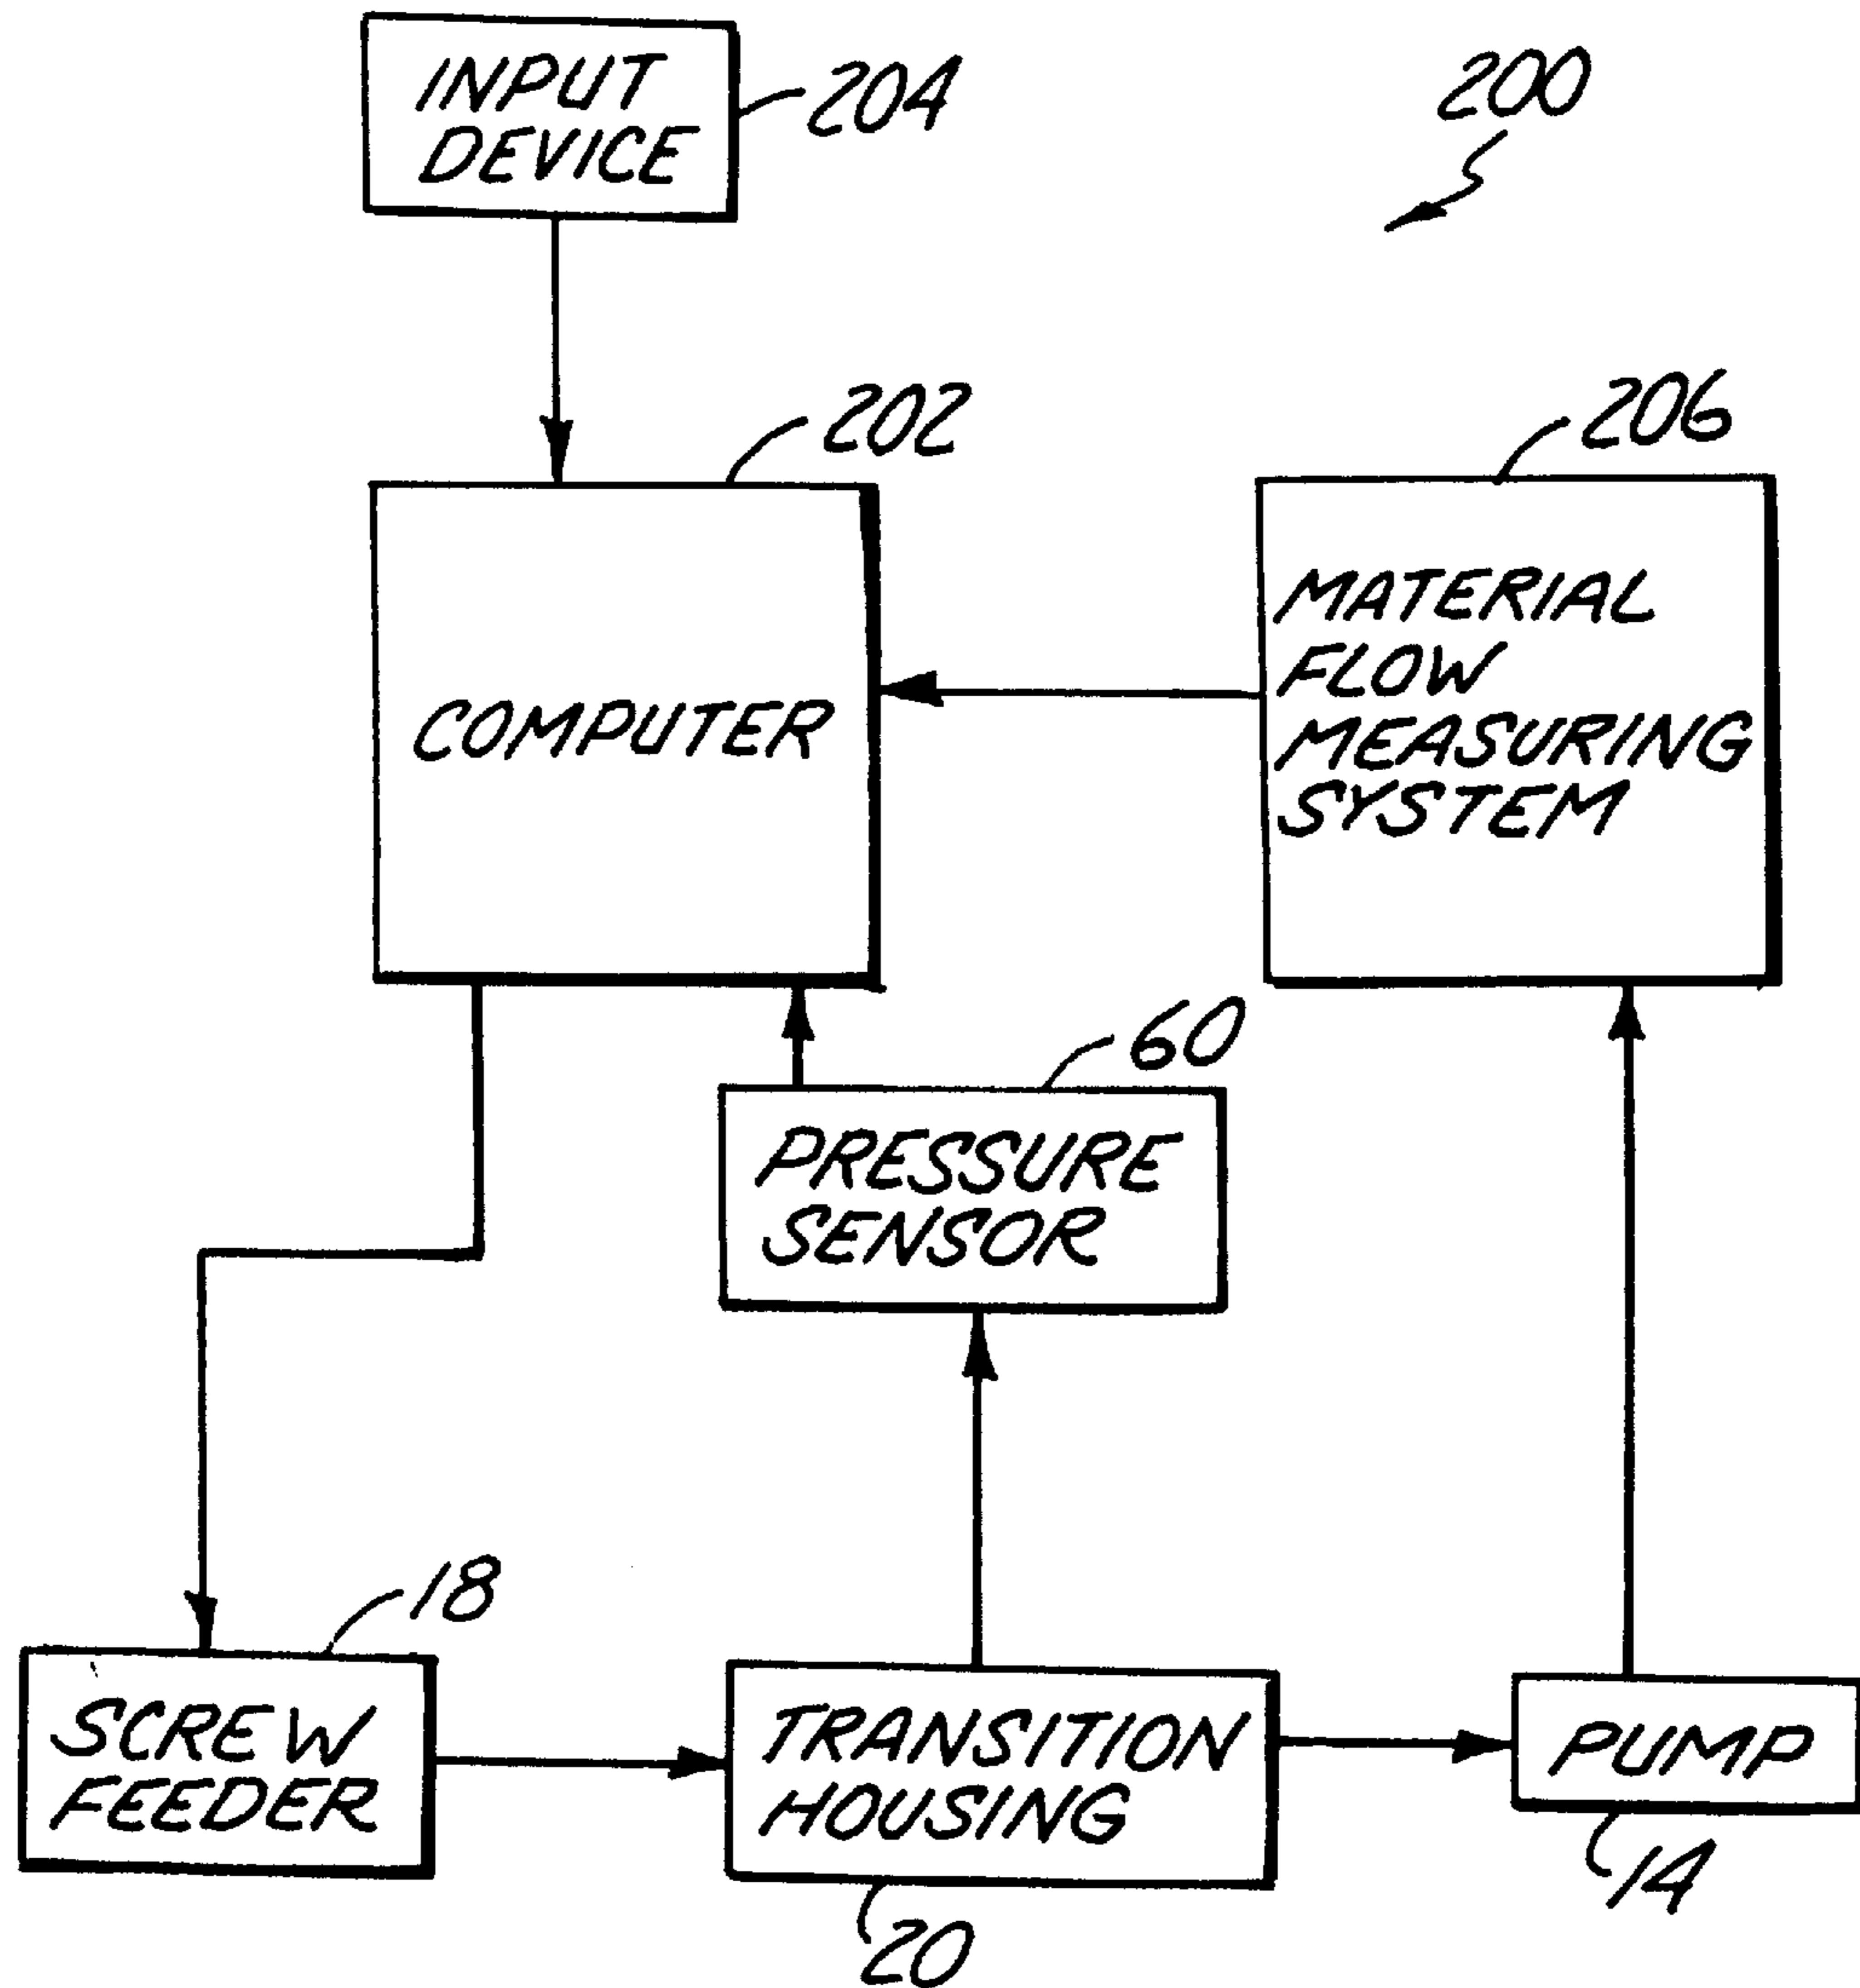 INPUT
DEVICE
204
200
202
206
COMPUTER
MATERIAL
FLOW
MEASURING
SYSTEM
60
PRESSURE
SENSOR
18
SCREW
FEEDER
TRANSITION
HOUSING
PUMP
14
20